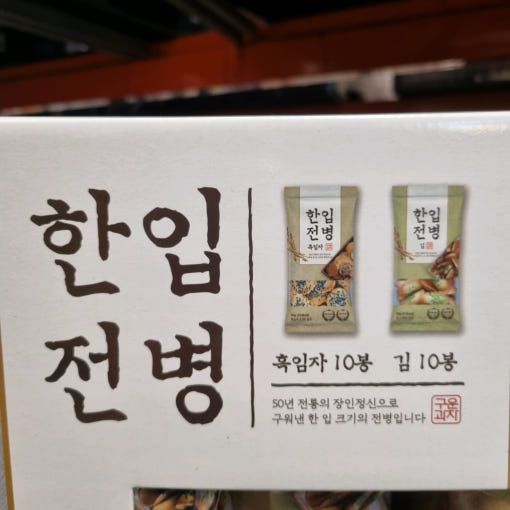 한입
전병
한입
전병
흑임자
한입
전병
김
흑임자 10봉 김 10봉
50년 전통의 장인정신으로
구워낸 한 입 크기의 전병입니다
구운
과자